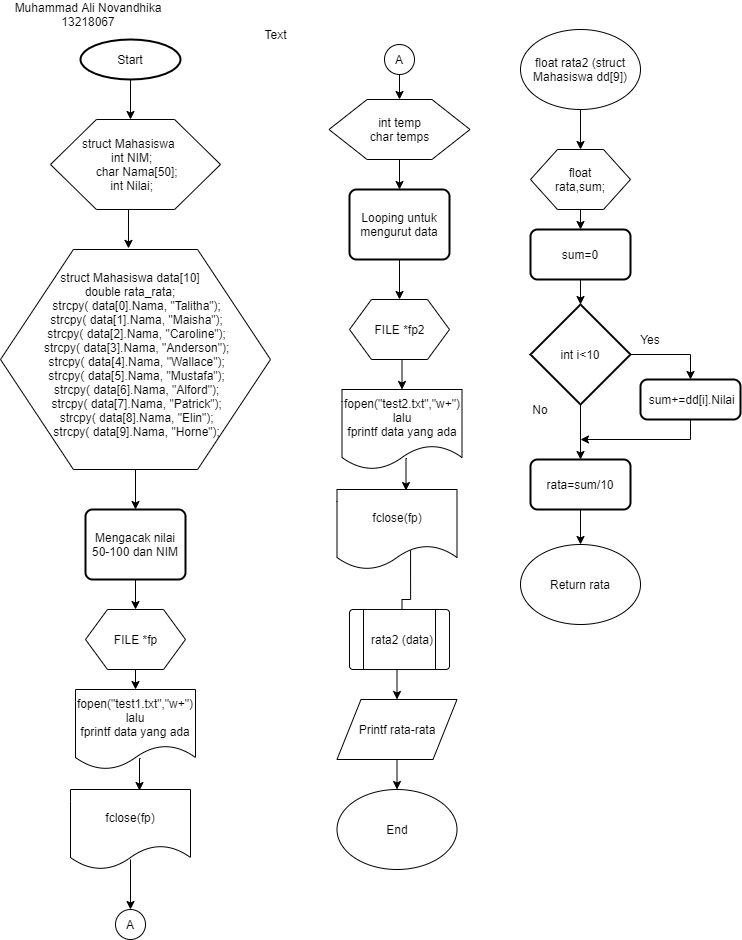 Muhammad Ali Novandhika
13218067
Text
Start
struct Mahasiswa
int NIM;
char Nama[50];
int Nilai;
struct Mahasiswa data[10]
double rata_rata;
strcpy( data[0].Nama, "Talitha");
strcpy( data[1].Nama, "Maisha");
strcpy( data[2].Nama, "Caroline");
strcpy( data[3].Nama, "Anderson");
strcpy( data[4].Nama, "Wallace");
strcpy( data[5].Nama, "Mustafa");
strcpy( data[6].Nama, "Alford");
strcpy( data[7].Nama, "Patrick");
strcpy( data[8].Nama, "Elin");
strcpy( data[9].Nama, "Horne");
Mengacak nilai
50-100 dan NIM
FILE *fp
fopen("test1.txt","w+")
lalu
fprintf data yang ada
fclose(fp)
A
A
int temp
char temps
Looping untuk
mengurut data
FILE *fp2
fopen("test2.txt","w+")
lalu
fprintf data yang ada
fclose(fp)
rata2 (data)
Printf rata-rata
End
float rata2 (struct
Mahasiswa dd[9])
float
rata,sum;
sum=0
int i<10
Yes
sum+=dd[i].Nilai
No
rata=sum/10
Return rata